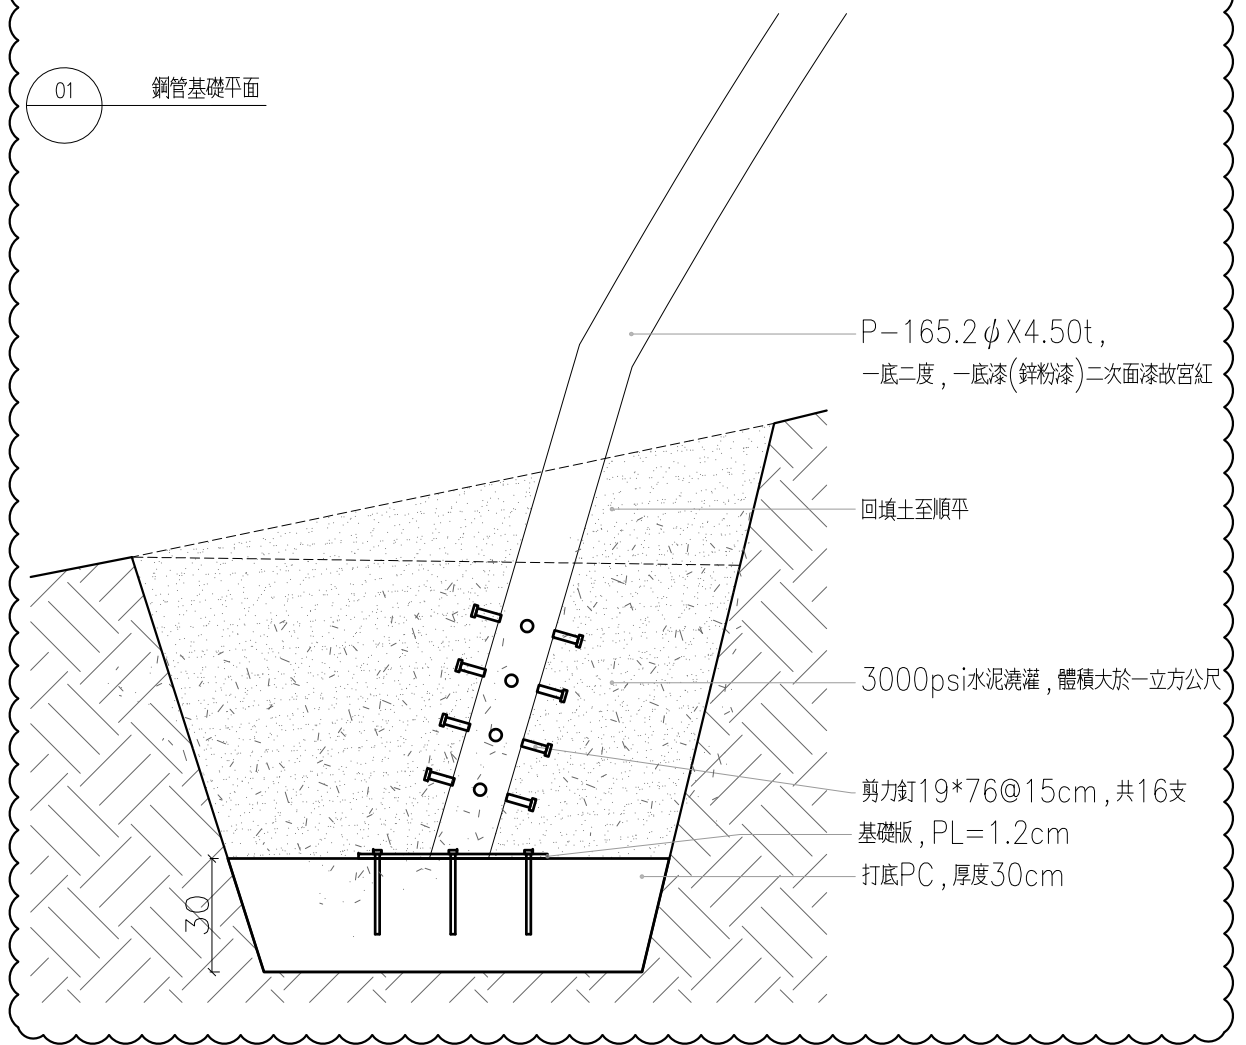 01
鋼管基礎平面
P-165.2φX4.50t,
一底二度,一底漆(鋅粉漆)二次面漆故宮紅
回填土至順平
3000psi水泥澆灌,體積大於一立方公尺
剪力釘19*76@15cm,共16支
基礎版,PL=1.2cm
打底PC,厚度30cm
30